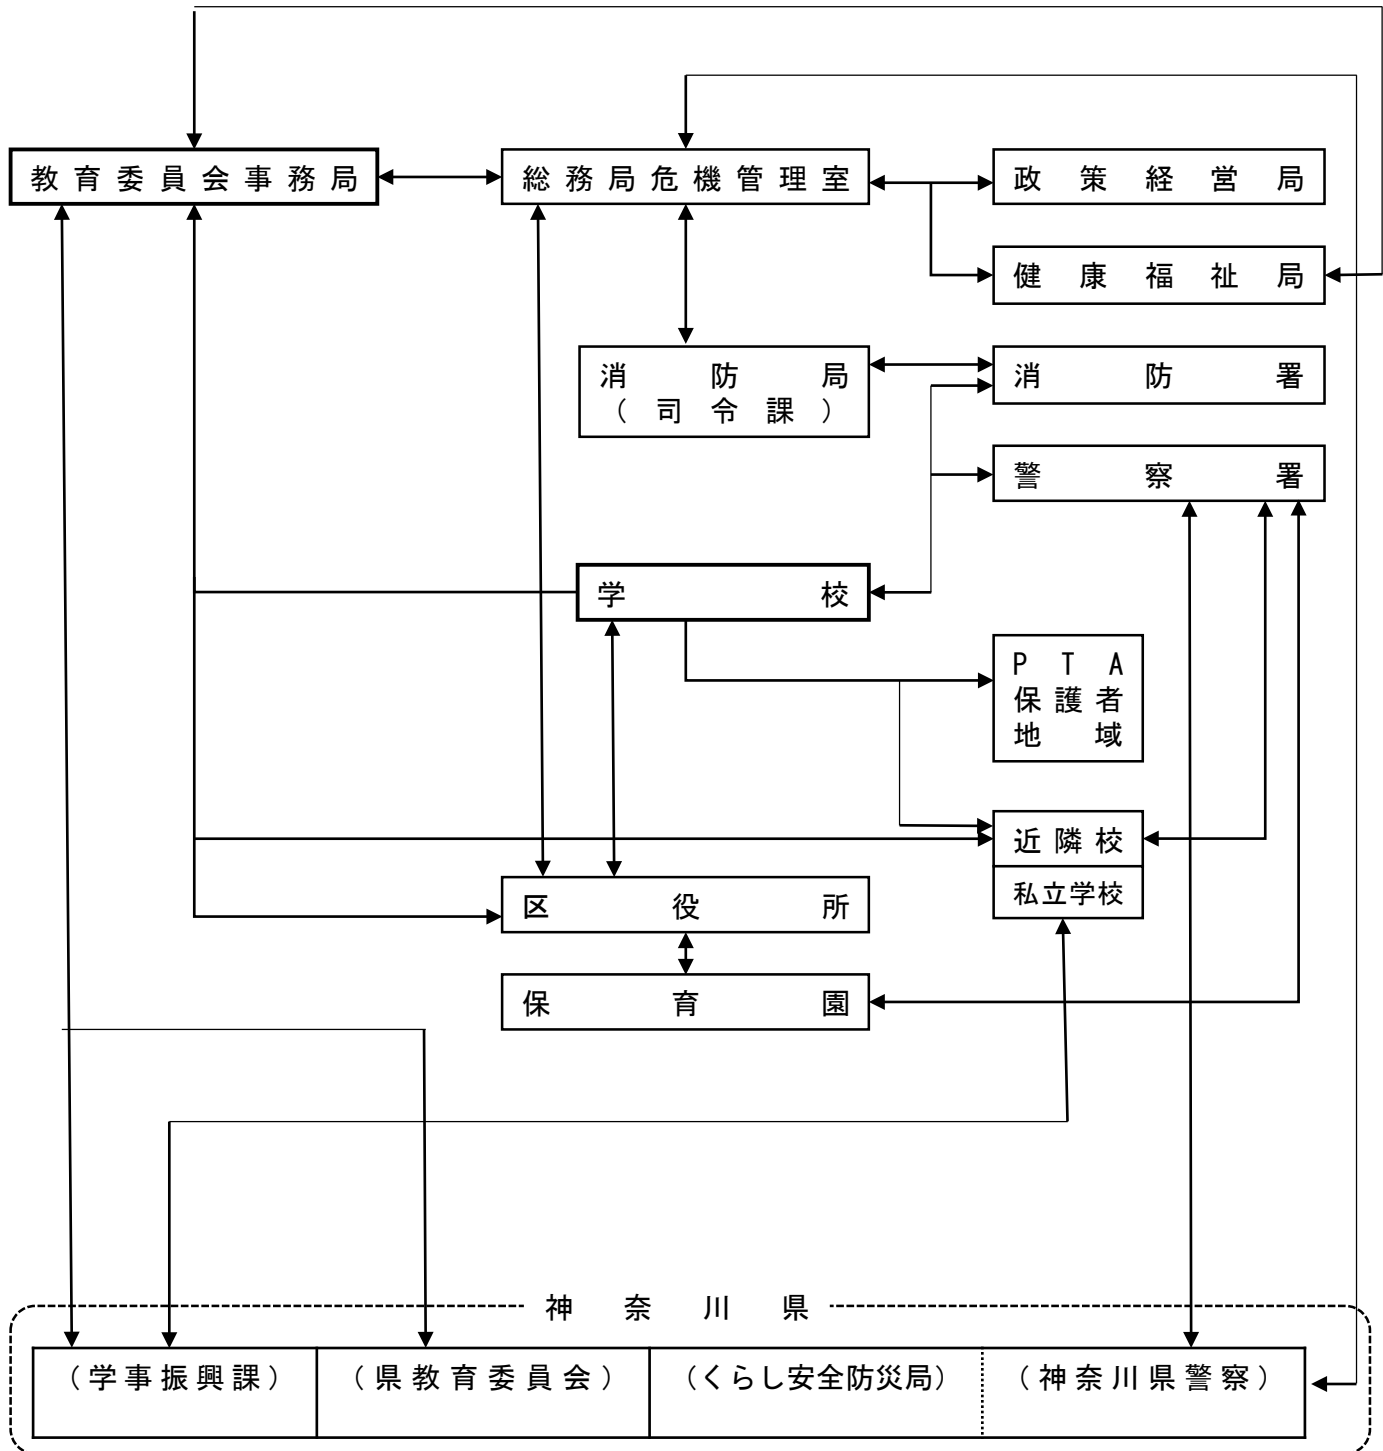 教育委員会事務局
総務局危機管理室
政策経営局
健康福祉局
消防局
（司令課）
消防署
警察署
学校
PTA
保護者
地域
近隣校
私立学校
区役所
保育園
神奈川県
（学事振興課）
（県教育委員会）
（くらし安全防災局）
（神奈川県警察）